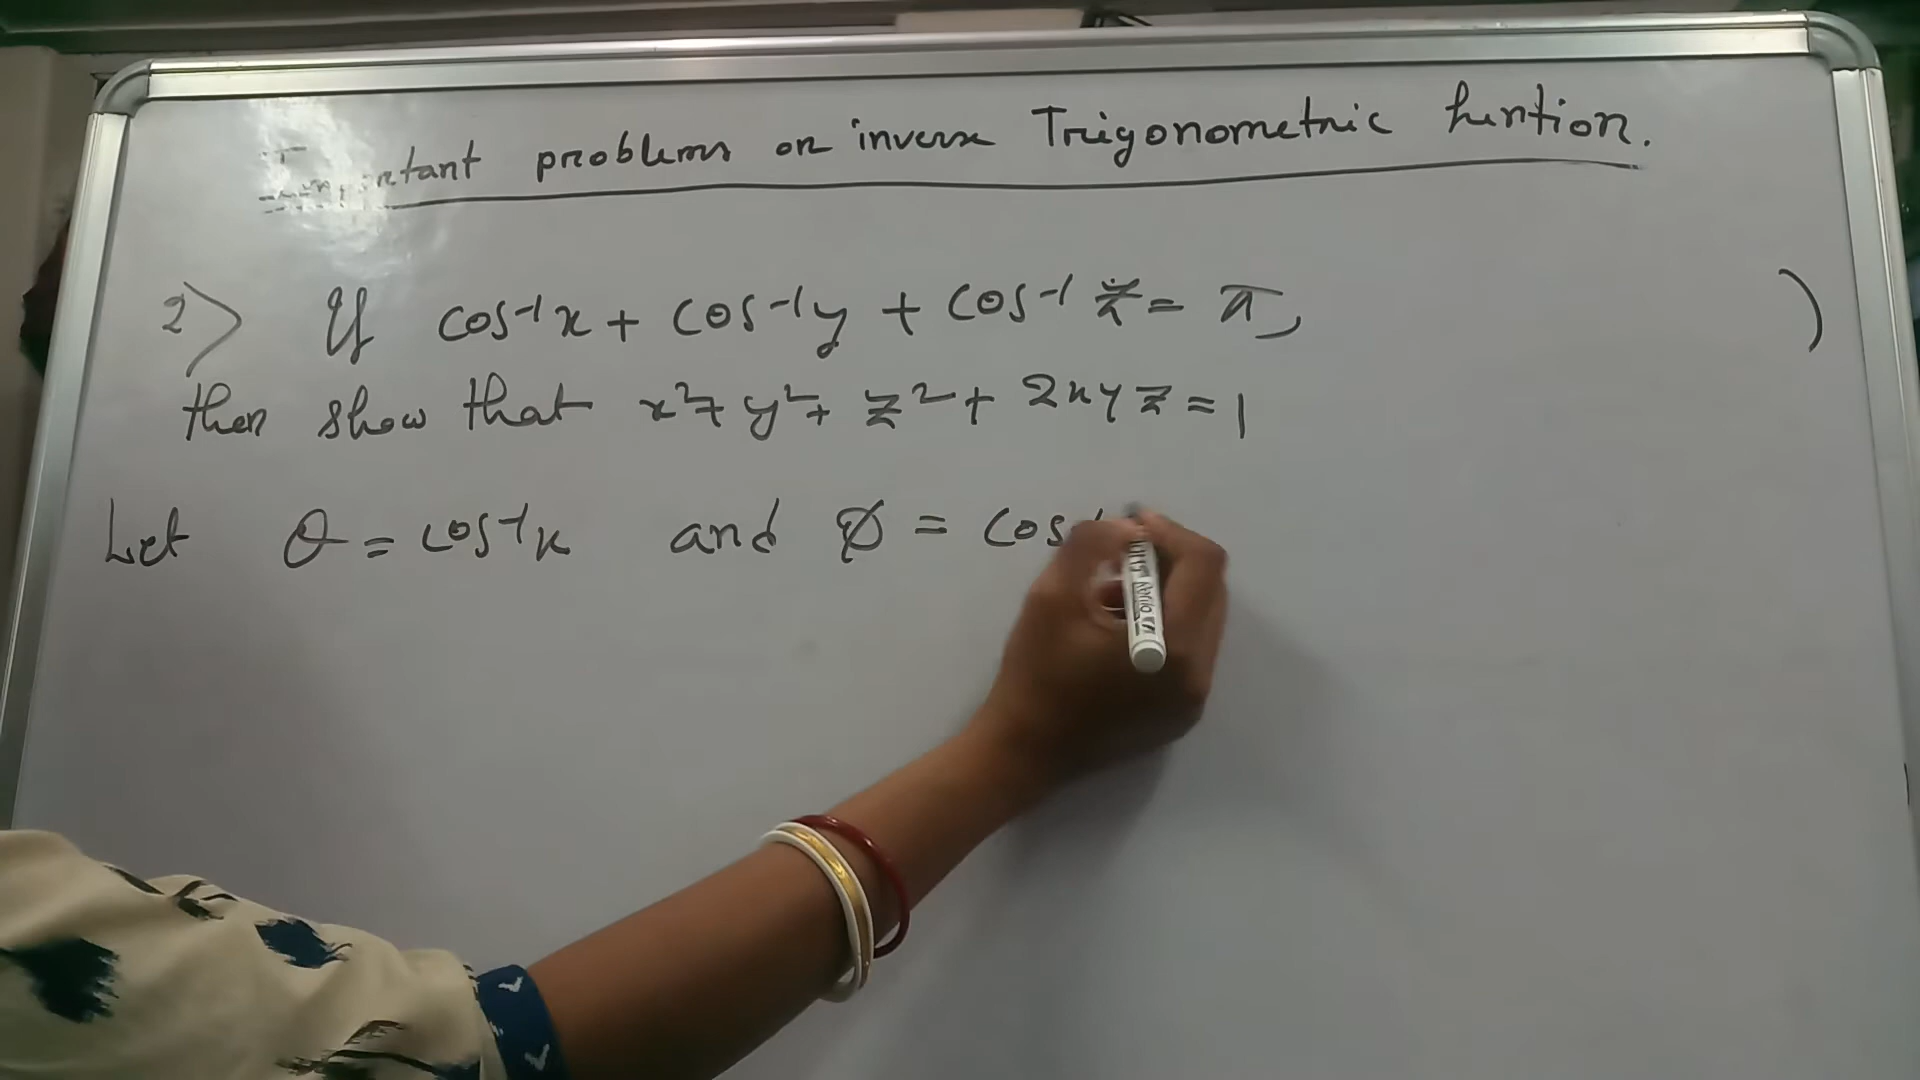 Important problems on inverse Trigonometric funtion.
2> If cos⁻¹x + cos⁻¹y + cos⁻¹ z = π,
then show that x²+ y²+ z²+ 2xyz = 1
Let θ = cos⁻¹x and ø = cos